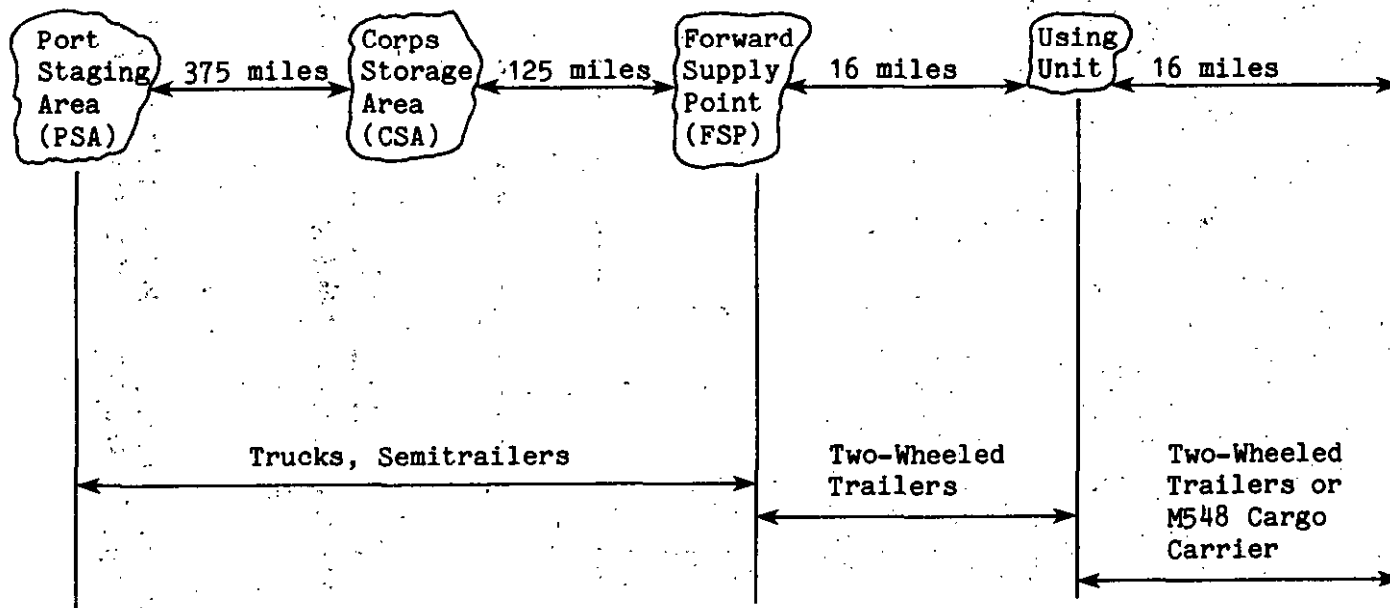 Port
Staging
Area
(PSA)
375 miles
Corps
Storage
Area
(CSA)
125 miles
Forward
Supply
Point
(FSP)
16 miles
Using
Unit
16 miles
Trucks, Semitrailers
Two-Wheeled
Trailers
Two-Wheeled
Trailers or
M548 Cargo
Carrier